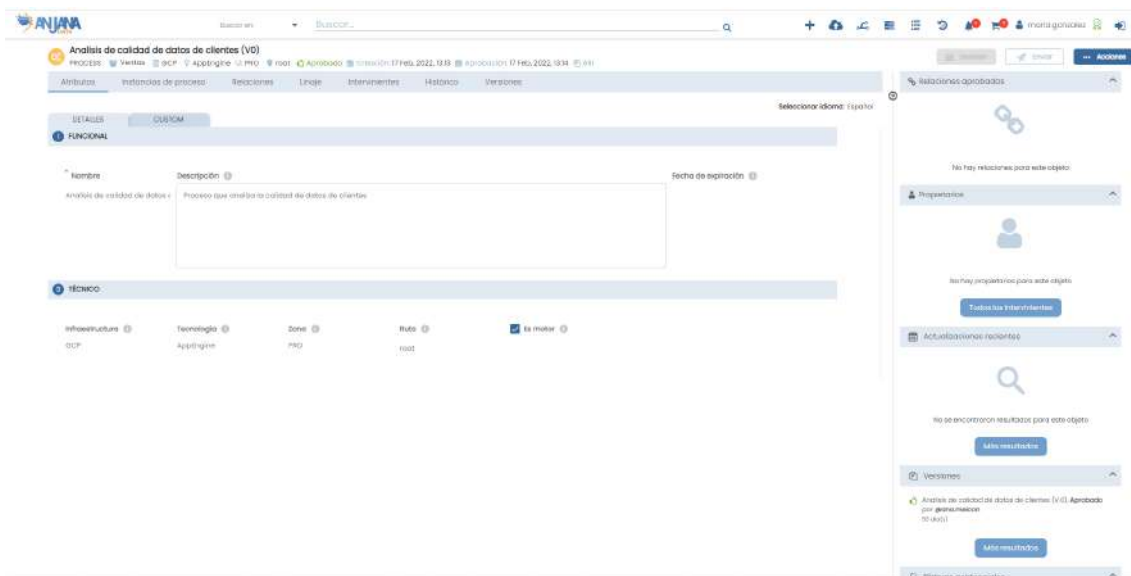 ANJANA
Buscar en:
Buscar...
maria.gonzalez
Analisis de calidad de datos de clientes (V0)
PROCESS Ventas GCP AppEngine PRO root Aprobado Creación: 17 Feb, 2022, 13:13 Aprobación: 17 Feb, 2022, 13:14
Enviar
Acciones
Atributos Instancias de proceso Relaciones Linaje Intervinientes Histórico Versiones
Seleccionar idioma: Español
DETALLES CUSTOM
FUNCIONAL
* Nombre Descripción Fecha de expiración
Analisis de calidad de datos c Proceso que analiza la calidad de datos de clientes
TÉCNICO
Infraestructura Tecnología Zona Ruta Es motor
GCP AppEngine PRO root
Relaciones aprobadas
No hay relaciones para este objeto
Propietarios
No hay propietarios para este objeto
Todos los intervinientes
Actualizaciones recientes
No se encontraron resultados para este objeto
Más resultados
Versiones
Analisis de calidad de datos de clientes (V.0) Aprobado
por
Más resultados